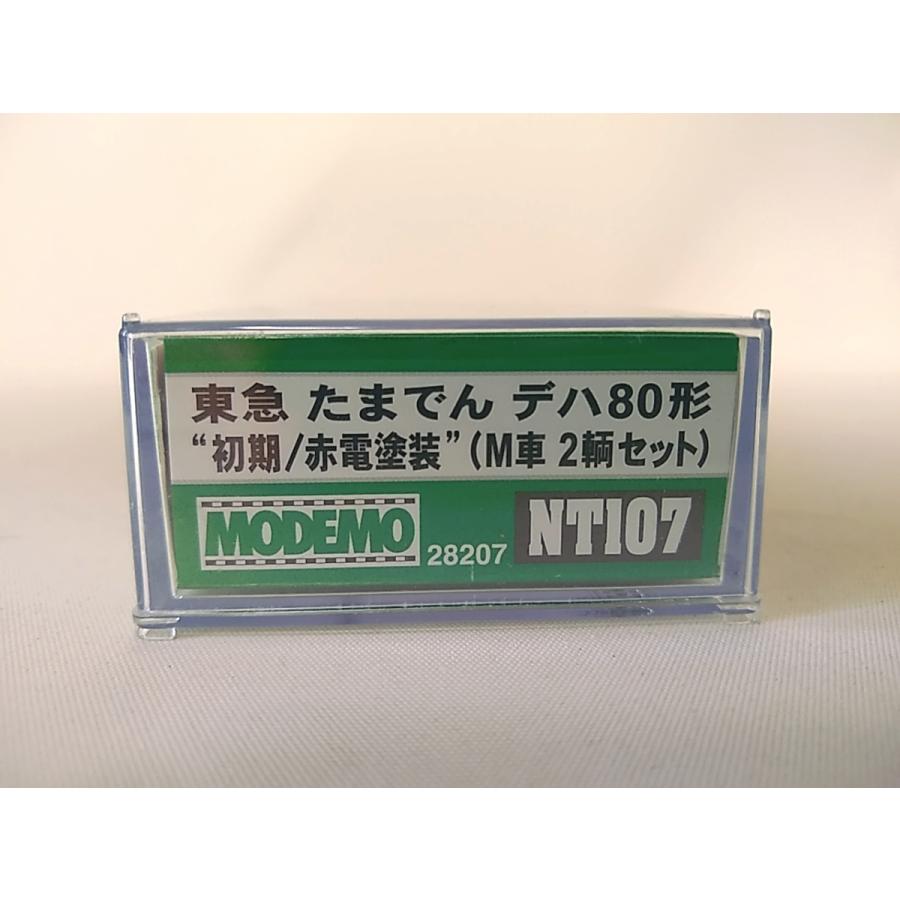 東急 たまでん デハ80形
“初期/赤電塗装”(M車 2輌セット)
MODEMO 28207 NT107